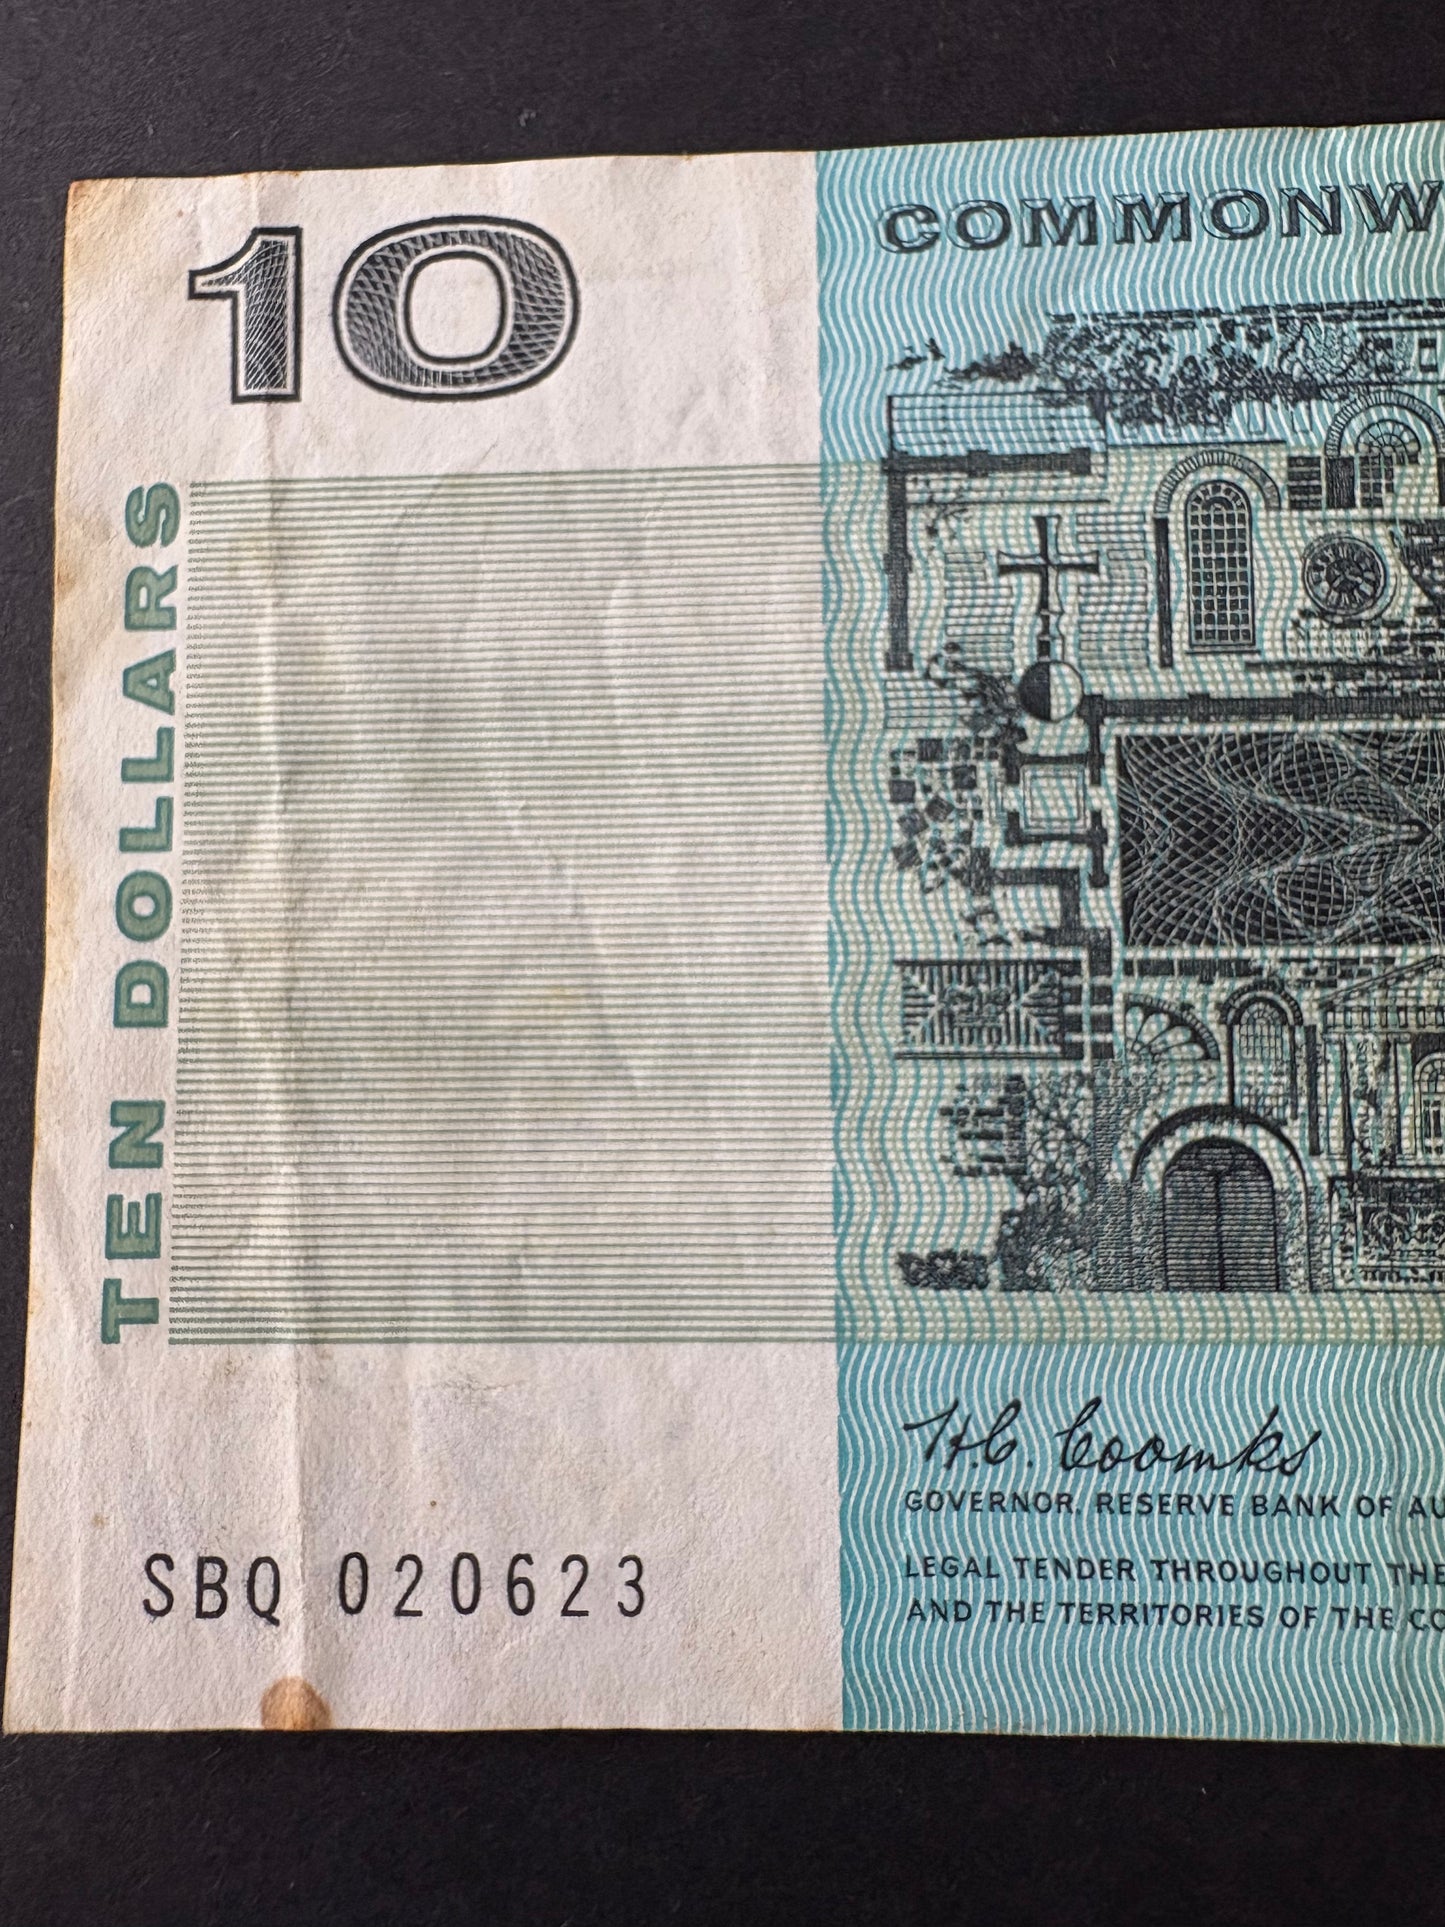 10
COMMONW
TEN DOLLARS
H.C. Coombs
GOVERNOR, RESERVE BANK OF AU
LEGAL TENDER THROUGHOUT THE
AND THE TERRITORIES OF THE CO
SBQ 020623